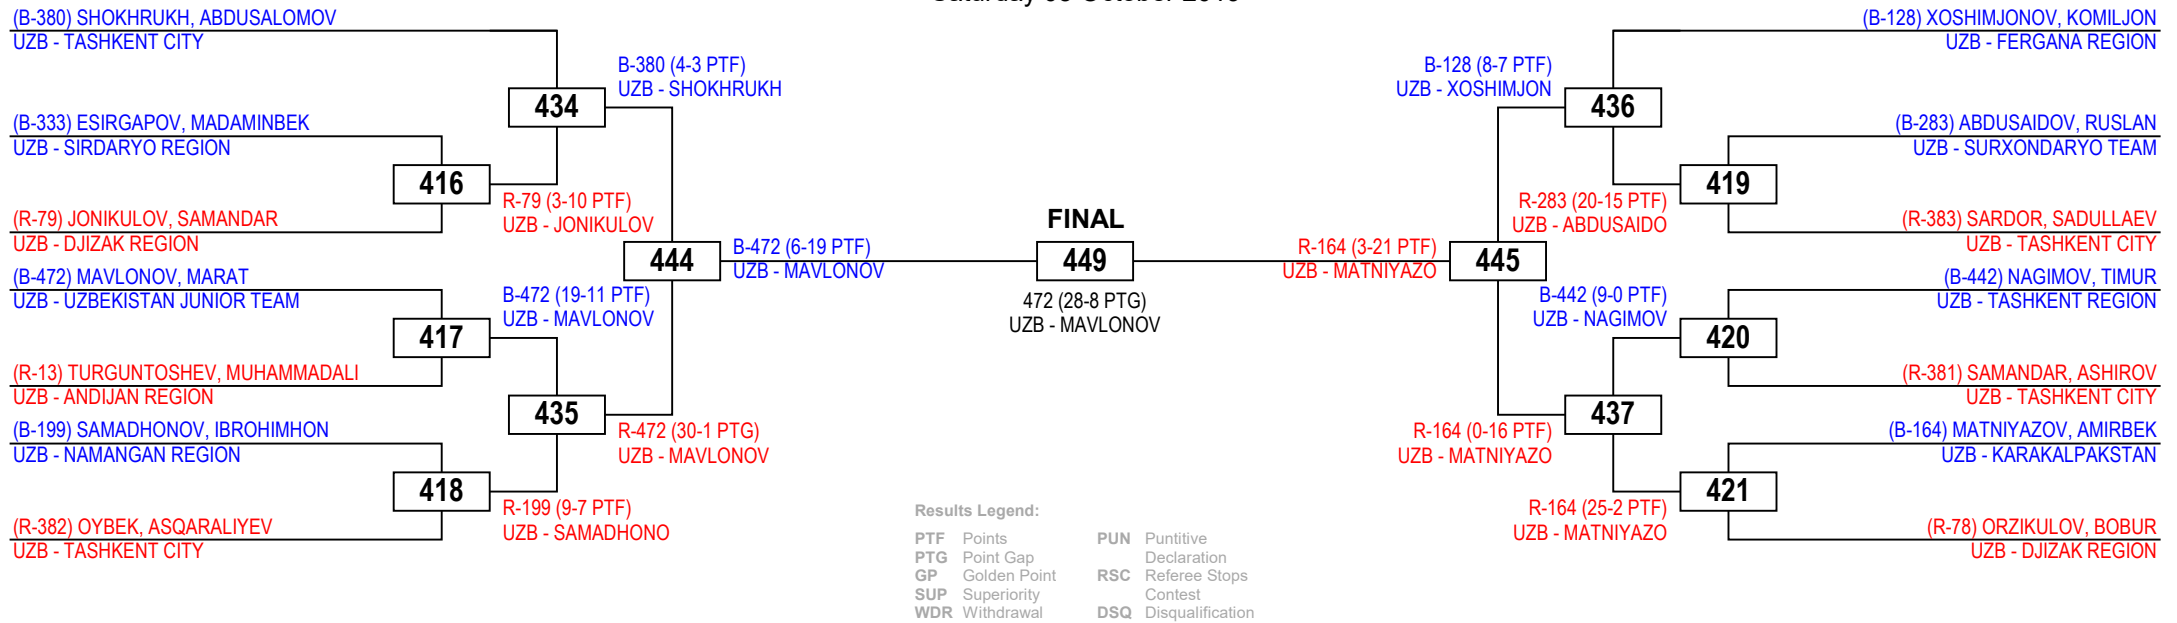 (B-380) SHOKHRUKH, ABDUSALOMOV
UZB - TASHKENT CITY
B-380 (4-3 PTF)
UZB - SHOKHRUKH
434
(B-333) ESIRGAPOV, MADAMINBEK
UZB - SIRDARYO REGION
416
(R-79) JONIKULOV, SAMANDAR
UZB - DJIZAK REGION
R-79 (3-10 PTF)
UZB - JONIKULOV
444
B-472 (6-19 PTF)
UZB - MAVLONOV
(B-472) MAVLONOV, MARAT
UZB - UZBEKISTAN JUNIOR TEAM
B-472 (19-11 PTF)
UZB - MAVLONOV
417
(R-13) TURGUNTOSHEV, MUHAMMADALI
UZB - ANDIJAN REGION
435
R-472 (30-1 PTG)
UZB - MAVLONOV
(B-199) SAMADHONOV, IBROHIMHON
UZB - NAMANGAN REGION
418
R-199 (9-7 PTF)
UZB - SAMADHONO
(R-382) OYBEK, ASQARALIYEV
UZB - TASHKENT CITY
FINAL
449
472 (28-8 PTG)
UZB - MAVLONOV
(B-128) XOSHIMJONOV, KOMILJON
UZB - FERGANA REGION
B-128 (8-7 PTF)
UZB - XOSHIMJON
436
(B-283) ABDUSAIDOV, RUSLAN
UZB - SURXONDARYO TEAM
419
R-283 (20-15 PTF)
UZB - ABDUSAIDO
(R-383) SARDOR, SADULLAEV
UZB - TASHKENT CITY
R-164 (3-21 PTF)
UZB - MATNIYAZO
445
(B-442) NAGIMOV, TIMUR
UZB - TASHKENT REGION
B-442 (9-0 PTF)
UZB - NAGIMOV
420
(R-381) SAMANDAR, ASHIROV
UZB - TASHKENT CITY
437
R-164 (0-16 PTF)
UZB - MATNIYAZO
(B-164) MATNIYAZOV, AMIRBEK
UZB - KARAKALPAKSTAN
421
R-164 (25-2 PTF)
UZB - MATNIYAZO
(R-78) ORZIKULOV, BOBUR
UZB - DJIZAK REGION
Results Legend:
PTF Points
PTG Point Gap
GP Golden Point
SUP Superiority
WDR Withdrawal
PUN Puntitive
Declaration
RSC Referee Stops
Contest
DSQ Disqualification